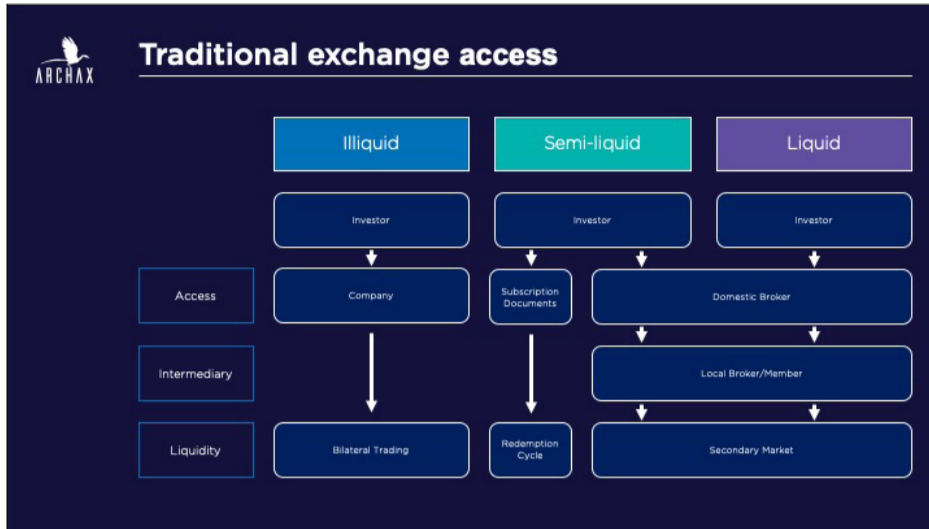 ARCHAX
Traditional exchange access
Illiquid
Semi-liquid
Liquid
Investor
Investor
Investor
Access
Company
Subscription
Documents
Domestic Broker
Intermediary
Local Broker/Member
Liquidity
Bilateral Trading
Redemption
Cycle
Secondary Market